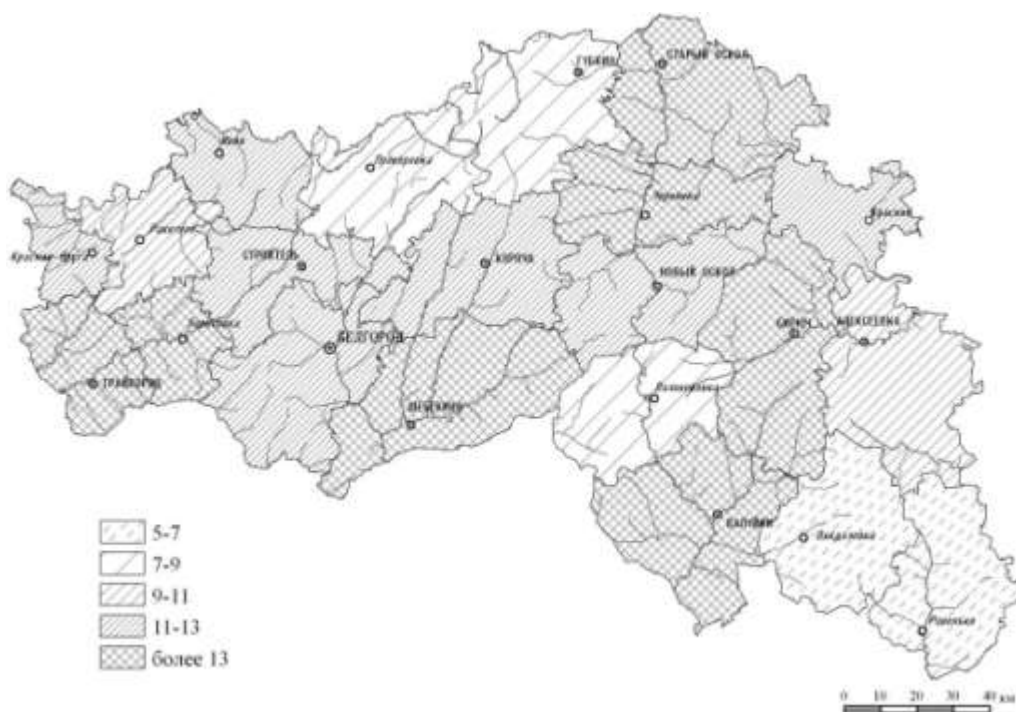 ГУБКИН
СТАРЫЙ ОСКОЛ
Ивня
Прохоровка
Чернянка
Красное
Ракитное
Красная Яруга
СТРОИТЕЛЬ
КОРОЧА
НОВЫЙ ОСКОЛ
БИРЮЧ
АЛЕКСЕЕВКА
Борисовка
БЕЛГОРОД
ГРАЙВОРОН
ШЕБЕКИНО
Волоконовка
ВАЛУЙКИ
Вейделевка
Ровеньки
5-7
7-9
9-11
11-13
более 13
0 10 20 30 40 км